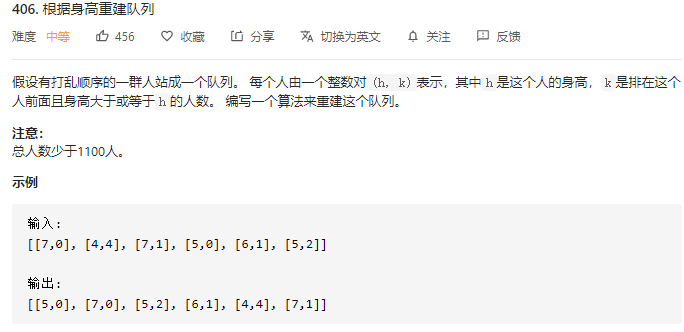 406. 根据身高重建队列
难度 中等 456 收藏 分享 切换为英文 关注 反馈
假设有打乱顺序的一群人站成一个队列。 每个人由一个整数对 (h, k) 表示，其中 h 是这个人的身高， k 是排在这个
人前面且身高大于或等于 h 的人数。 编写一个算法来重建这个队列。
注意：
总人数少于1100人。
示例
输入:
[[7,0], [4,4], [7,1], [5,0], [6,1], [5,2]]
输出:
[[5,0], [7,0], [5,2], [6,1], [4,4], [7,1]]